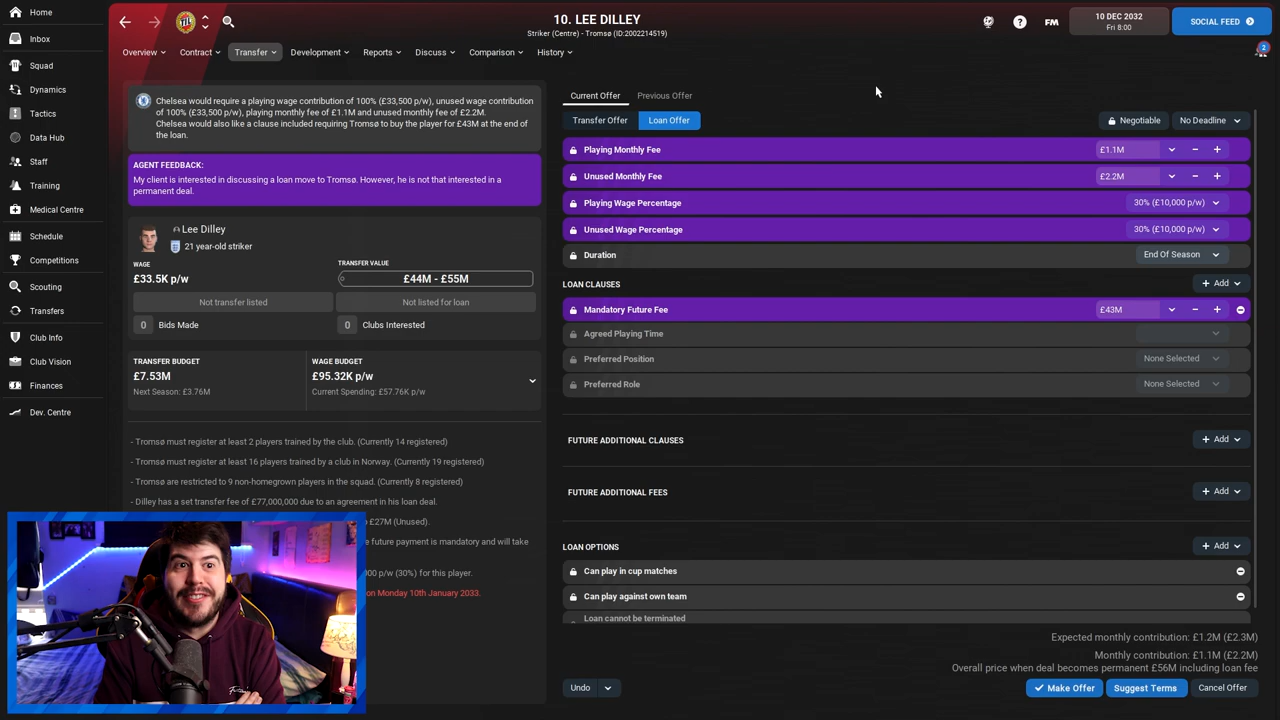 Home
Inbox
Squad
Dynamics
Tactics
Data Hub
Staff
Training
Medical Centre
Schedule
Competitions
Scouting
Transfers
Club Info
Club Vision
Finances
Dev. Centre
TIL
10. LEE DILLEY
Striker (Centre) - Tromsø (ID:2002214519)
FM
10 DEC 2032
Fri 8:00
SOCIAL FEED
2
Overview
Contract
Transfer
Development
Reports
Discuss
Comparison
History
Chelsea would require a playing wage contribution of 100% (£33,500 p/w), unused wage contribution
of 100% (£33,500 p/w), playing monthly fee of £1.1M and unused monthly fee of £2.2M.
Chelsea would also like a clause included requiring Tromsø to buy the player for £43M at the end of
the loan.
AGENT FEEDBACK:
My client is interested in discussing a loan move to Tromsø. However, he is not that interested in a
permanent deal.
Lee Dilley
21 year-old striker
WAGE
£33.5K p/w
TRANSFER VALUE
£44M - £55M
Not transfer listed
Not listed for loan
0 Bids Made
0 Clubs Interested
TRANSFER BUDGET
£7.53M
Next Season: £3.76M
WAGE BUDGET
£95.32K p/w
Current Spending: £57.76K p/w
- Tromsø must register at least 2 players trained by the club. (Currently 14 registered)
- Tromsø must register at least 16 players trained by a club in Norway. (Currently 19 registered)
- Tromsø are restricted to 9 non-homegrown players in the squad. (Currently 8 registered)
- Dilley has a set transfer fee of £77,000,000 due to an agreement in his loan deal.
£27M (Unused).
e future payment is mandatory and will take
000 p/w (30%) for this player.
on Monday 10th January 2033.
Current Offer
Previous Offer
Transfer Offer
Loan Offer
Negotiable
No Deadline
Playing Monthly Fee £1.1M
Unused Monthly Fee £2.2M
Playing Wage Percentage 30% (£10,000 p/w)
Unused Wage Percentage 30% (£10,000 p/w)
Duration End Of Season
LOAN CLAUSES + Add
Mandatory Future Fee £43M
Agreed Playing Time
Preferred Position None Selected
Preferred Role None Selected
FUTURE ADDITIONAL CLAUSES + Add
FUTURE ADDITIONAL FEES + Add
LOAN OPTIONS + Add
Can play in cup matches
Can play against own team
Loan cannot be terminated
Expected monthly contribution: £1.2M (£2.3M)
Monthly contribution: £1.1M (£2.2M)
Overall price when deal becomes permanent £56M including loan fee
Undo
Make Offer
Suggest Terms
Cancel Offer